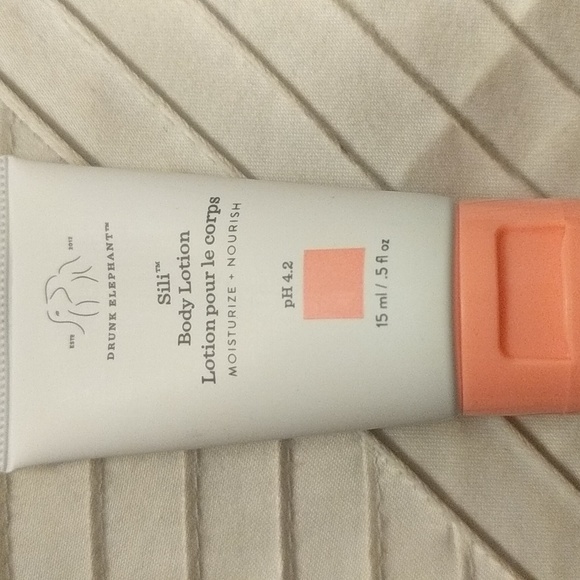 ESTD 2012
DRUNK ELEPHANT™
Sili™
Body Lotion
Lotion pour le corps
MOISTURIZE + NOURISH
pH 4.2
15 ml / .5 fl oz